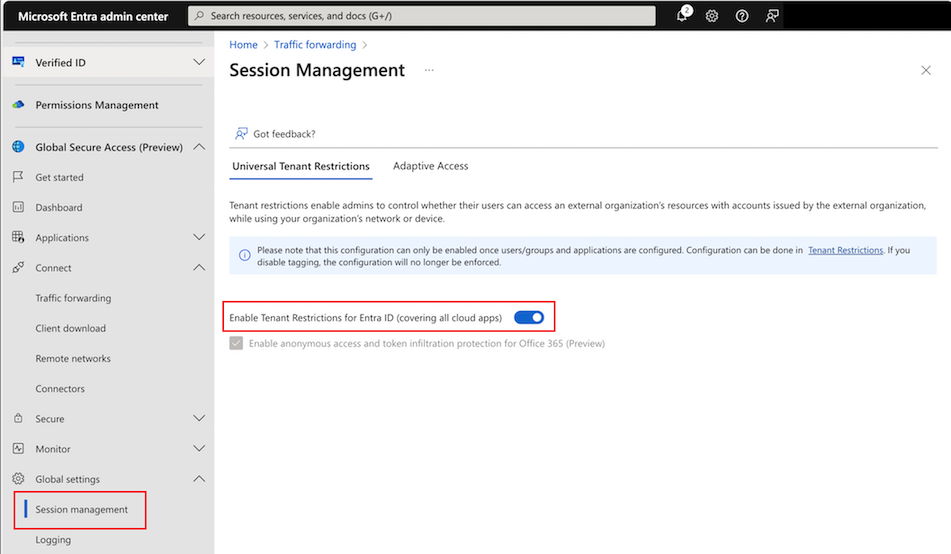 Microsoft Entra admin center
Search resources, services, and docs (G+/)
2
Home > Traffic forwarding >
Session Management ...
Verified ID
Permissions Management
Global Secure Access (Preview)
Get started
Dashboard
Applications
Connect
Traffic forwarding
Client download
Remote networks
Connectors
Secure
Monitor
Global settings
Session management
Logging
Got feedback?
Universal Tenant Restrictions
Adaptive Access
Tenant restrictions enable admins to control whether their users can access an external organization's resources with accounts issued by the external organization,
while using your organization's network or device.
Please note that this configuration can only be enabled once users/groups and applications are configured. Configuration can be done in Tenant Restrictions. If you
disable tagging, the configuration will no longer be enforced.
Enable Tenant Restrictions for Entra ID (covering all cloud apps)
Enable anonymous access and token infiltration protection for Office 365 (Preview)